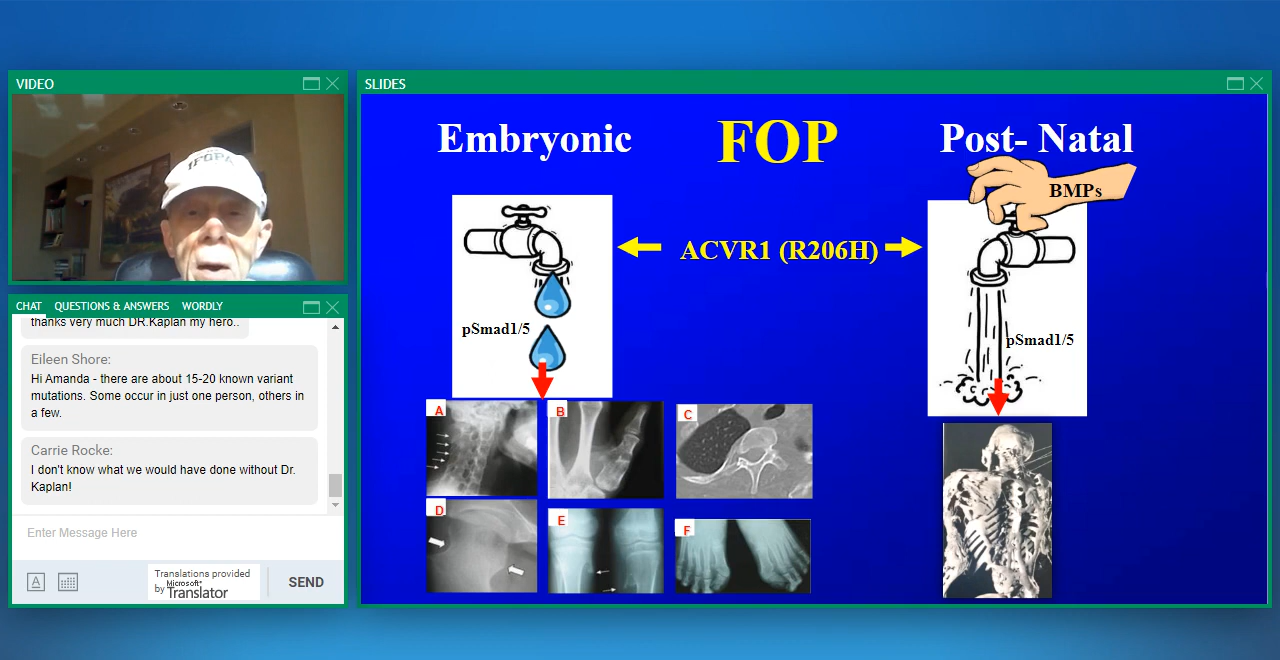 VIDEO
IFOPA
CHAT QUESTIONS & ANSWERS WORDLY
thanks very much DR.Kaplan my hero..
Eileen Shore:
Hi Amanda - there are about 15-20 known variant
mutations. Some occur in just one person, others in
a few.
Carrie Rocke:
I don't know what we would have done without Dr.
Kaplan!
Enter Message Here
A
Translations provided
by Microsoft®
Translator
SEND
SLIDES
Embryonic
FOP
Post- Natal
BMPs
ACVR1 (R206H)
pSmad1/5
pSmad1/5
A
B
C
D
E
F